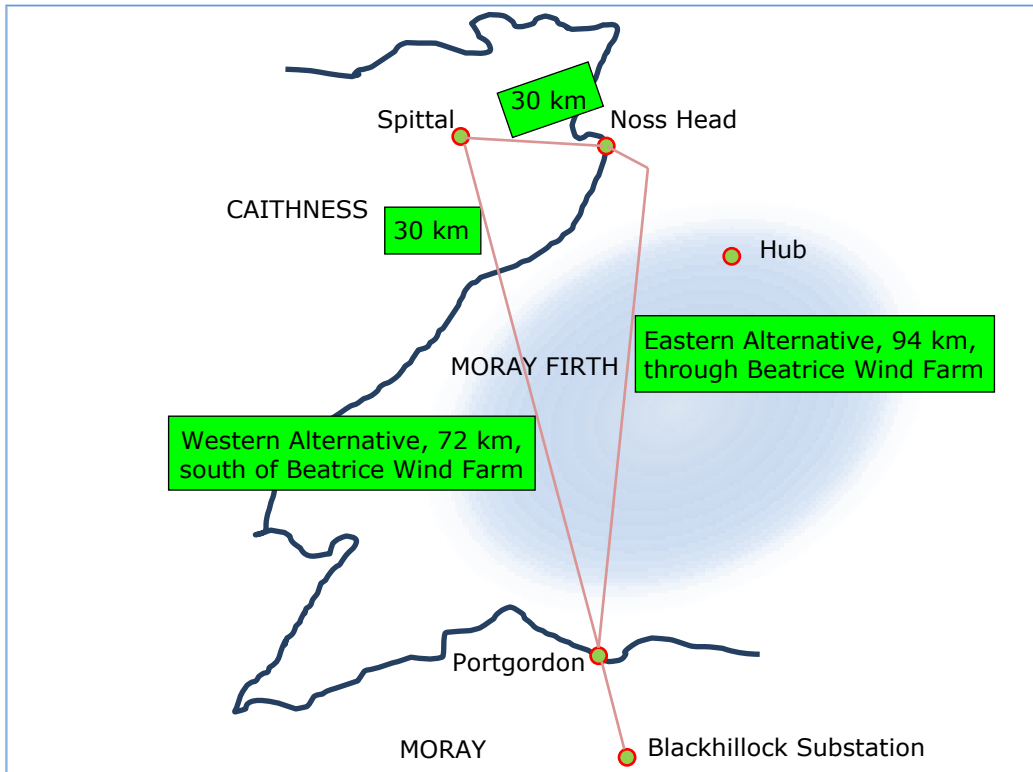 30 km
Spittal
Noss Head
CAITHNESS
30 km
Hub
Eastern Alternative, 94 km,
through Beatrice Wind Farm
MORAY FIRTH
Western Alternative, 72 km,
south of Beatrice Wind Farm
Portgordon
MORAY
Blackhillock Substation